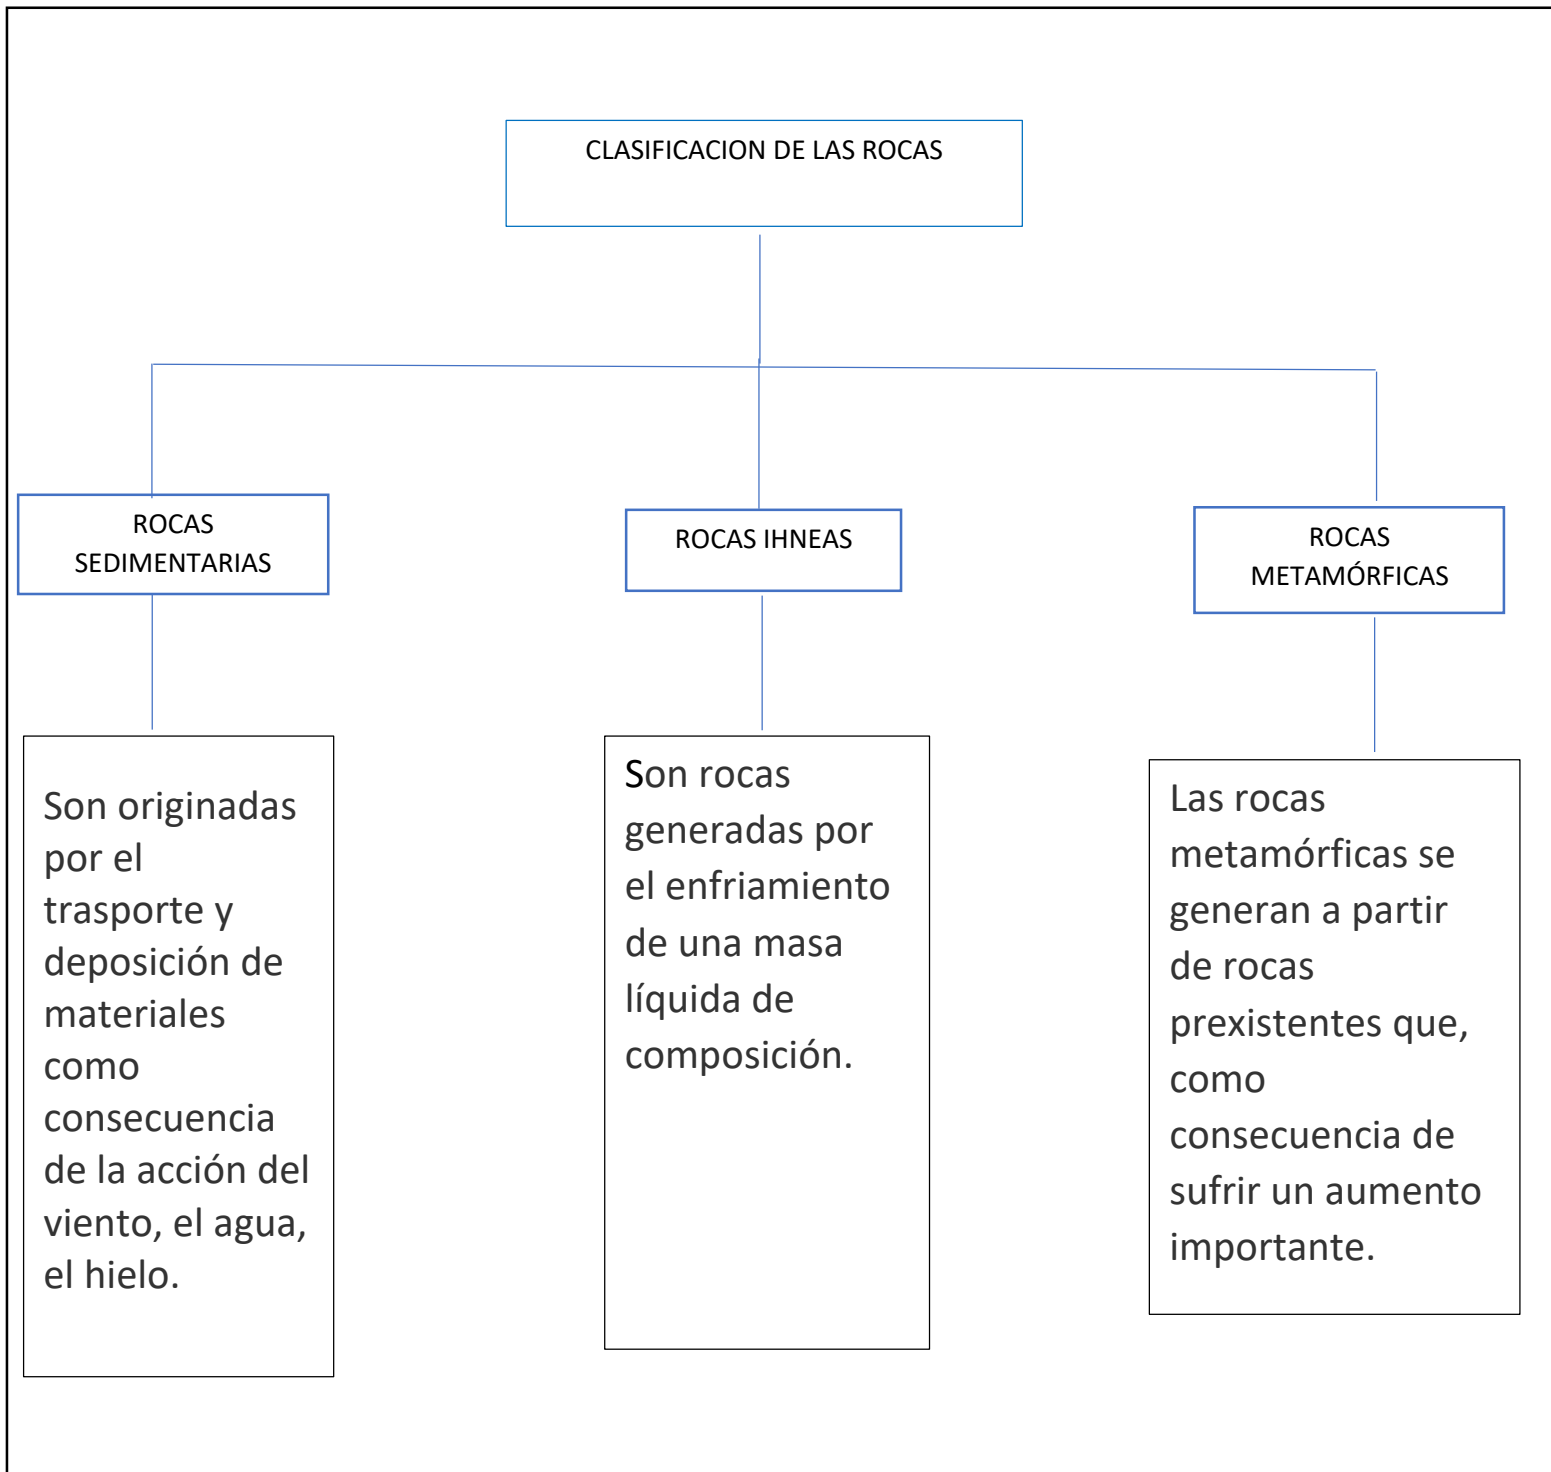 CLASIFICACION DE LAS ROCAS
ROCAS
SEDIMENTARIAS
ROCAS IHNEAS
ROCAS
METAMÓRFICAS
Son originadas
por el
trasporte y
deposición de
materiales
como
consecuencia
de la acción del
viento, el agua,
el hielo.
Son rocas
generadas por
el enfriamiento
de una masa
líquida de
composición.
Las rocas
metamórficas se
generan a partir
de rocas
prexistentes que,
como
consecuencia de
sufrir un aumento
importante.